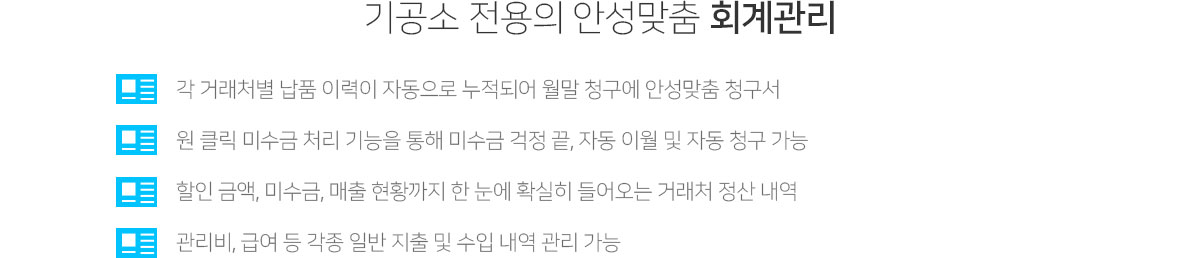 기공소 전용의 안성맞춤 회계관리
각 거래처별 납품 이력이 자동으로 누적되어 월말 청구에 안성맞춤 청구서
원 클릭 미수금 처리 기능을 통해 미수금 걱정 끝, 자동 이월 및 자동 청구 가능
할인 금액, 미수금, 매출 현황까지 한 눈에 확실히 들어오는 거래처 정산 내역
관리비, 급여 등 각종 일반 지출 및 수입 내역 관리 가능